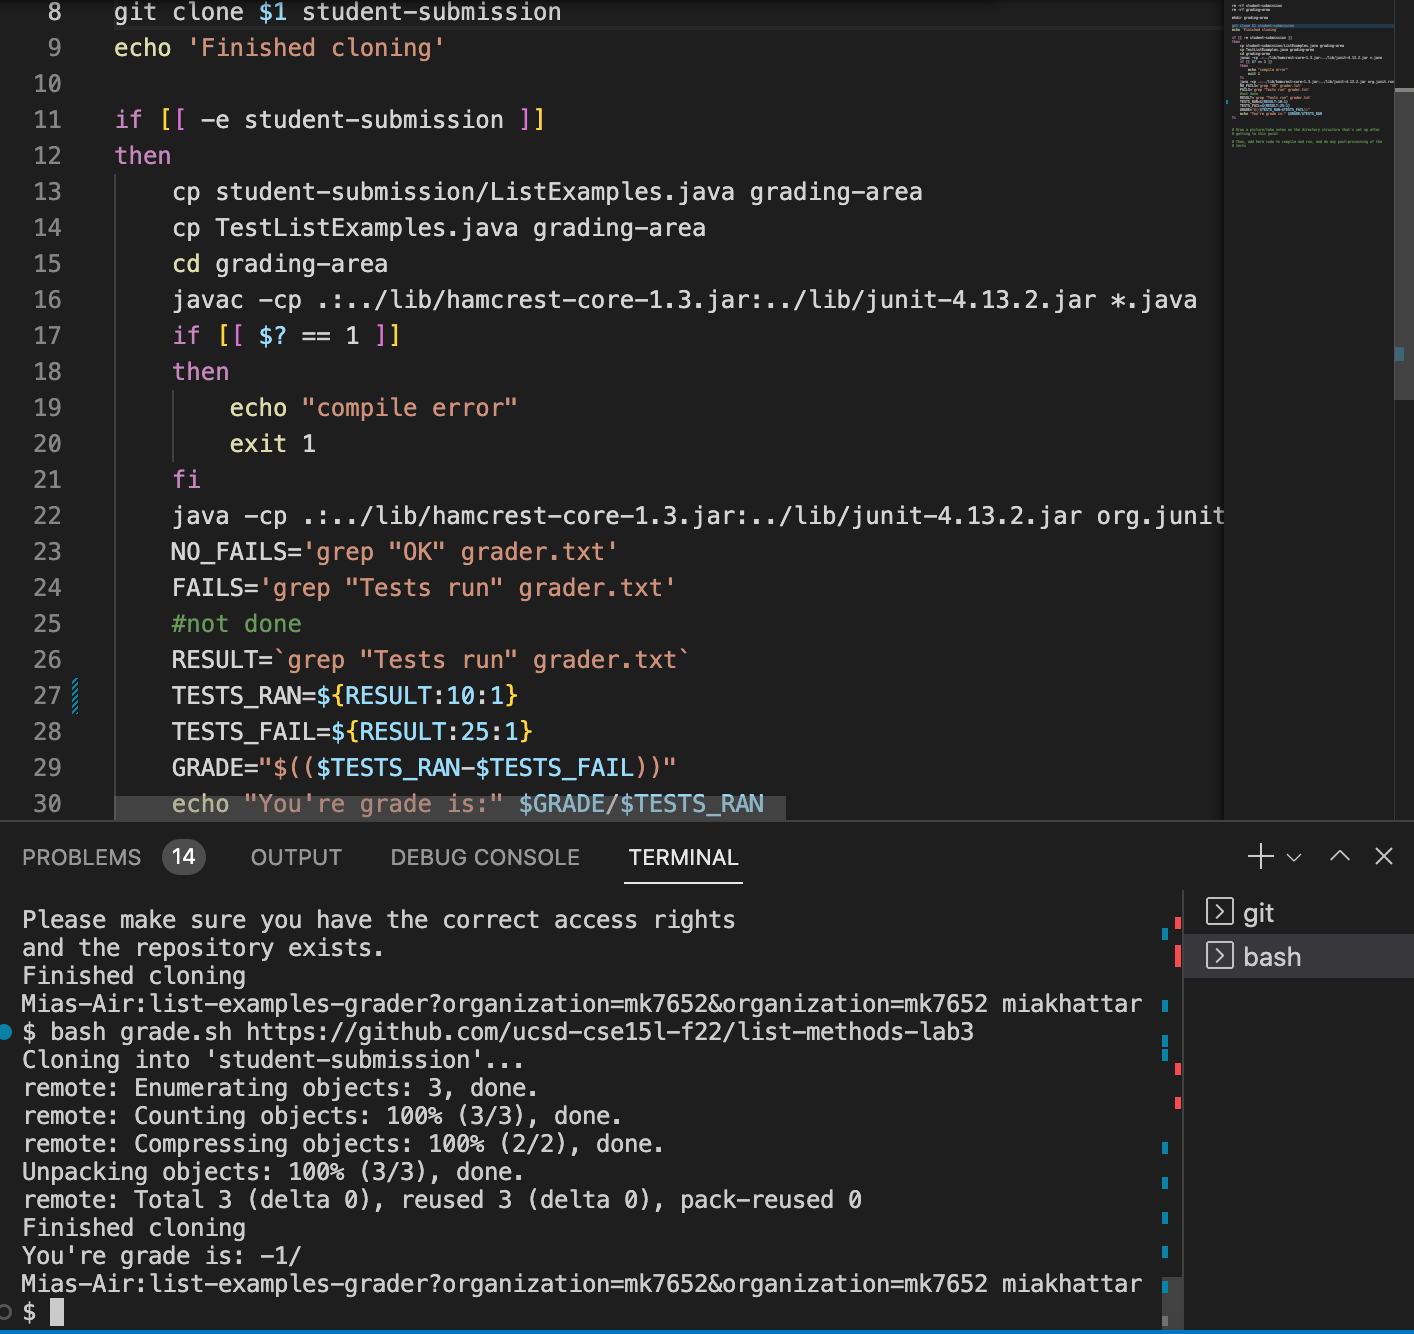 8 git clone $1 student-submission
9 echo 'Finished cloning'
10
11 if [[ -e student-submission ]]
12 then
13 cp student-submission/ListExamples.java grading-area
14 cp TestListExamples.java grading-area
15 cd grading-area
16 javac -cp .:../lib/hamcrest-core-1.3.jar:../lib/junit-4.13.2.jar *.java
17 if [[ $? == 1 ]]
18 then
19 echo "compile error"
20 exit 1
21 fi
22 java -cp .:../lib/hamcrest-core-1.3.jar:../lib/junit-4.13.2.jar org.junit
23 NO_FAILS='grep "OK" grader.txt'
24 FAILS='grep "Tests run" grader.txt'
25 #not done
26 RESULT=`grep "Tests run" grader.txt`
27 TESTS_RAN=${RESULT:10:1}
28 TESTS_FAIL=${RESULT:25:1}
29 GRADE="$(($TESTS_RAN-$TESTS_FAIL))"
30 echo "You're grade is:" $GRADE/$TESTS_RAN
PROBLEMS 14 OUTPUT DEBUG CONSOLE TERMINAL
Please make sure you have the correct access rights
and the repository exists.
Finished cloning
Mias-Air:list-examples-grader?organization=mk7652&organization=mk7652 miakhattar
$ bash grade.sh https://github.com/ucsd-cse15l-f22/list-methods-lab3
Cloning into 'student-submission'...
remote: Enumerating objects: 3, done.
remote: Counting objects: 100% (3/3), done.
remote: Compressing objects: 100% (2/2), done.
Unpacking objects: 100% (3/3), done.
remote: Total 3 (delta 0), reused 3 (delta 0), pack-reused 0
Finished cloning
You're grade is: -1/
Mias-Air:list-examples-grader?organization=mk7652&organization=mk7652 miakhattar
$
git
bash